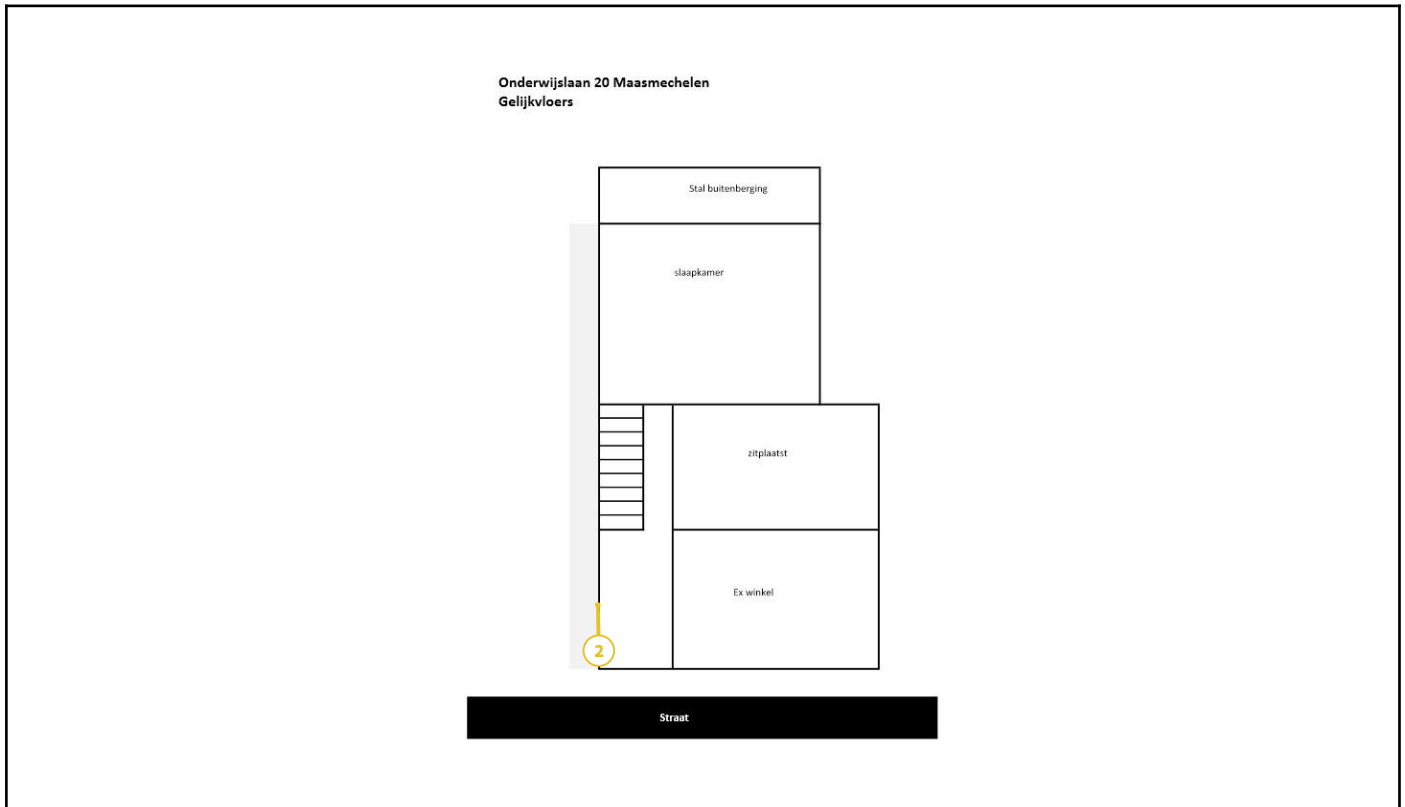 Onderwijslaan 20 Maasmechelen
Gelijkvloers
Stal buitenberging
slaapkamer
zitplaatst
Ex winkel
2
Straat